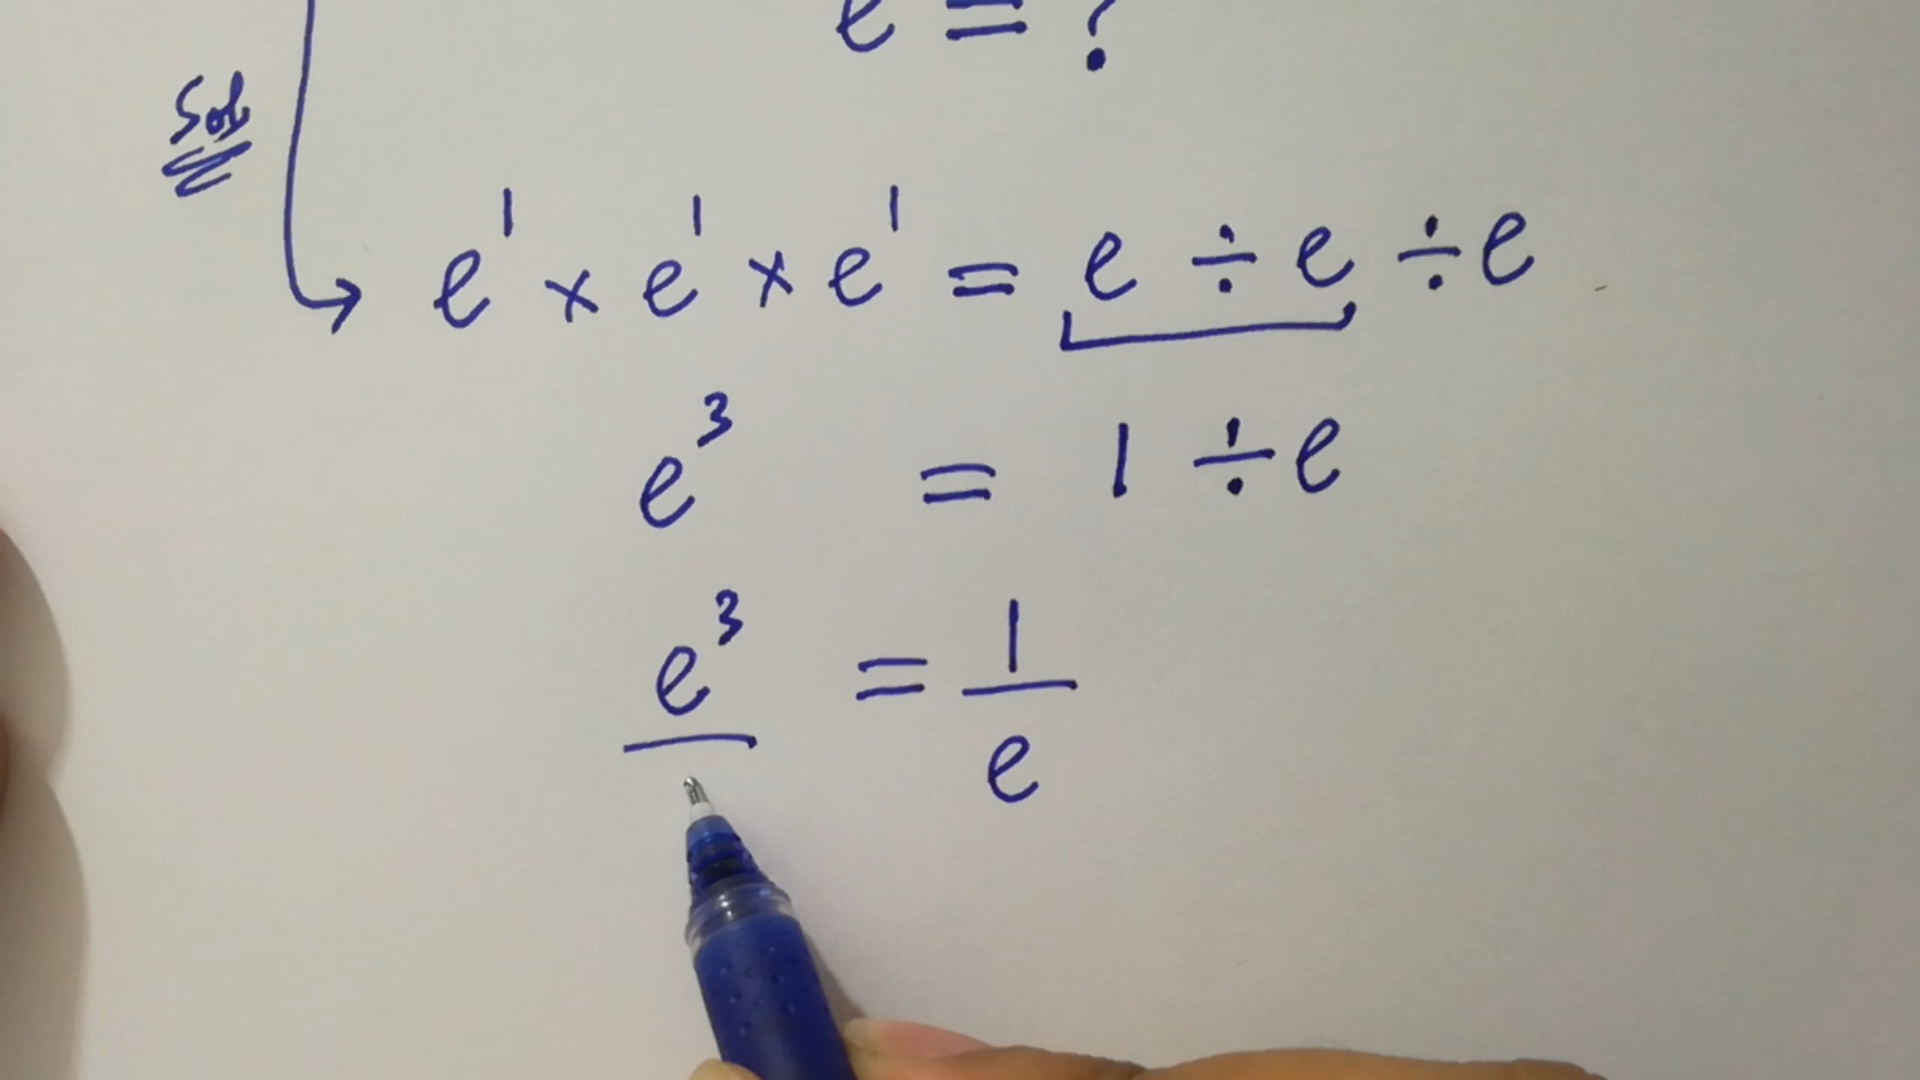 e = ?
Sol
e¹ × e¹ × e¹ = e ÷ e ÷ e
e³ = 1 ÷ e
e³/ = 1/e